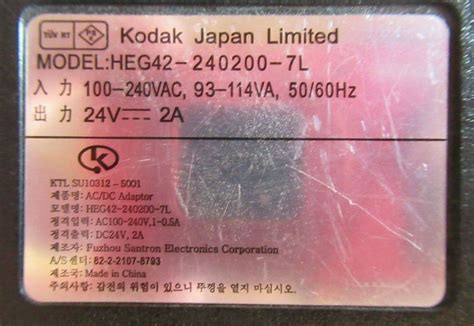 TÜV RT PS E Kodak Japan Limited
MODEL:HEG42-240200-7L
入力 100-240VAC, 93-114VA, 50/60Hz
出力 24V⎓2A
KTL SU10312-5001
제품명: AC/DC Adaptor
모델명: HEG42-240200-7L
정격입력: AC100-240V,1-0.5A
정격출력: DC24V, 2A
제조자: Fuzhou Santron Electronics Corporation
A/S 센터: 82-2-2107-8793
제조국: Made in China
주의사항: 감전의 위험이 있으니 뚜껑을 열지 마십시오.